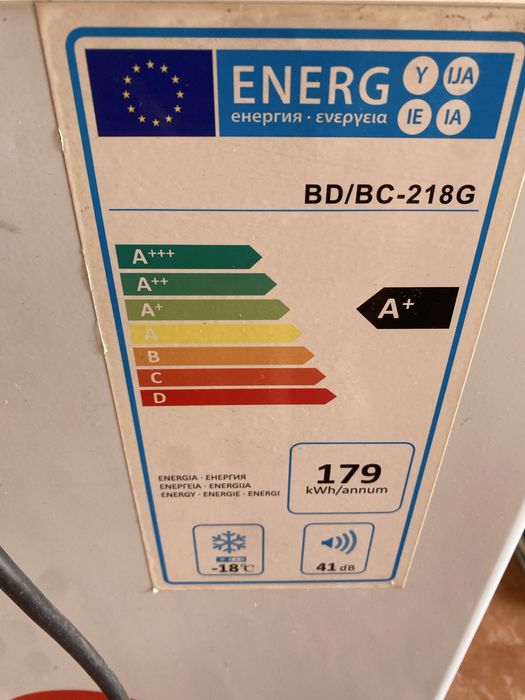 ENERG Y IJA
енергия · ενεργεια IE IA
BD/BC-218G
A+++
A++
A+
A+
A
B
C
D
179
kWh/annum
ENERGIA · ЕНЕРГИЯ
ΕΝΕΡΓΕΙΑ · ENERGIJA
ENERGY · ENERGIE · ENERGI
-18°C
41 dB